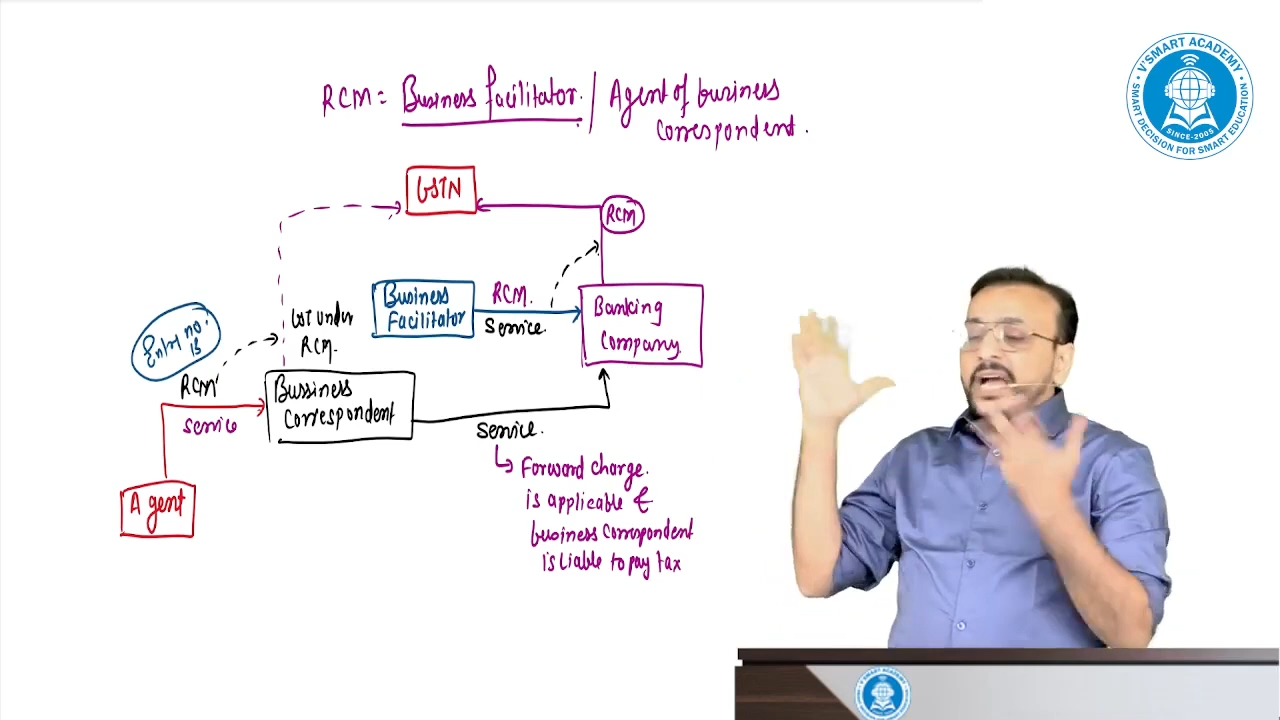 RCM = Business facilitator / Agent of business
correspondent.
GSTN
RCM
Business
Facilitator
RCM.
Service.
Banking
Company.
Entry no.
13
RCM
Service
GST under
RCM.
Bussiness
Correspondent
Service.
Agent
Forward charge.
is applicable &
business correspondent
is liable to pay tax
V'SMART ACADEMY
SINCE-2005
SMART DECISION FOR SMART EDUCATION